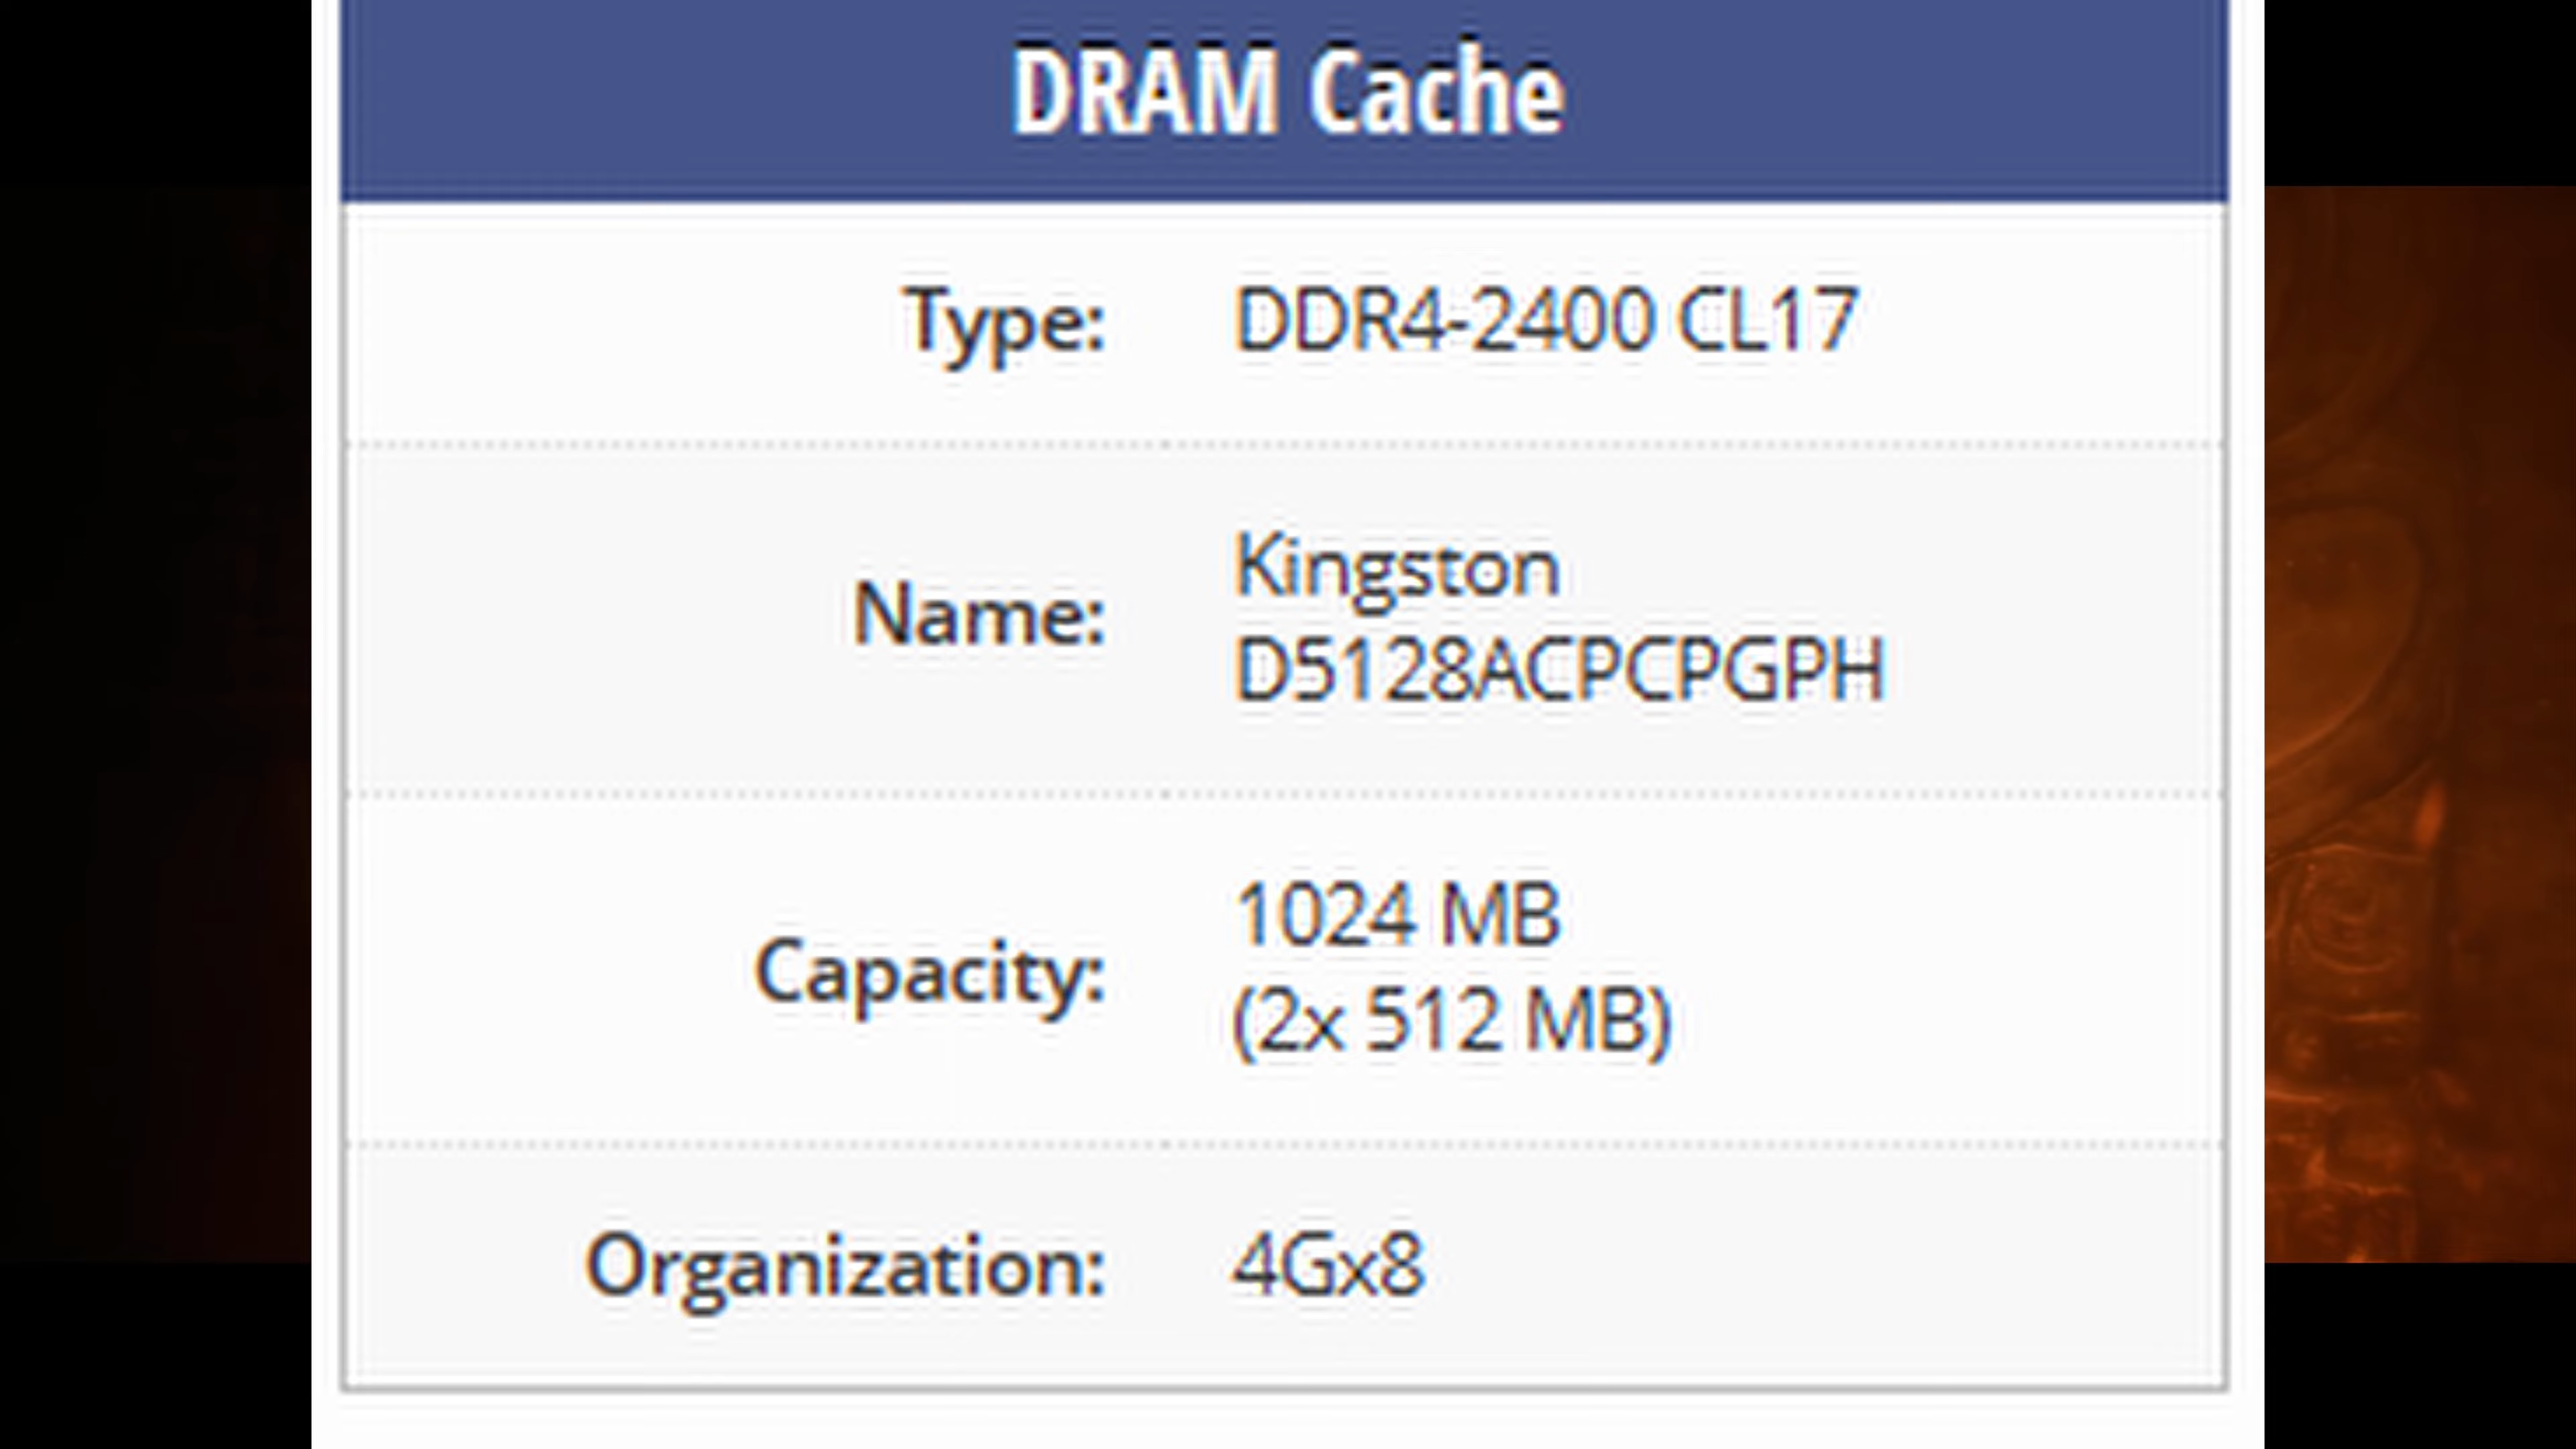 DRAM Cache
Type: DDR4-2400 CL17
Name: Kingston
D5128ACPCPGPH
Capacity: 1024 MB
(2x 512 MB)
Organization: 4Gx8